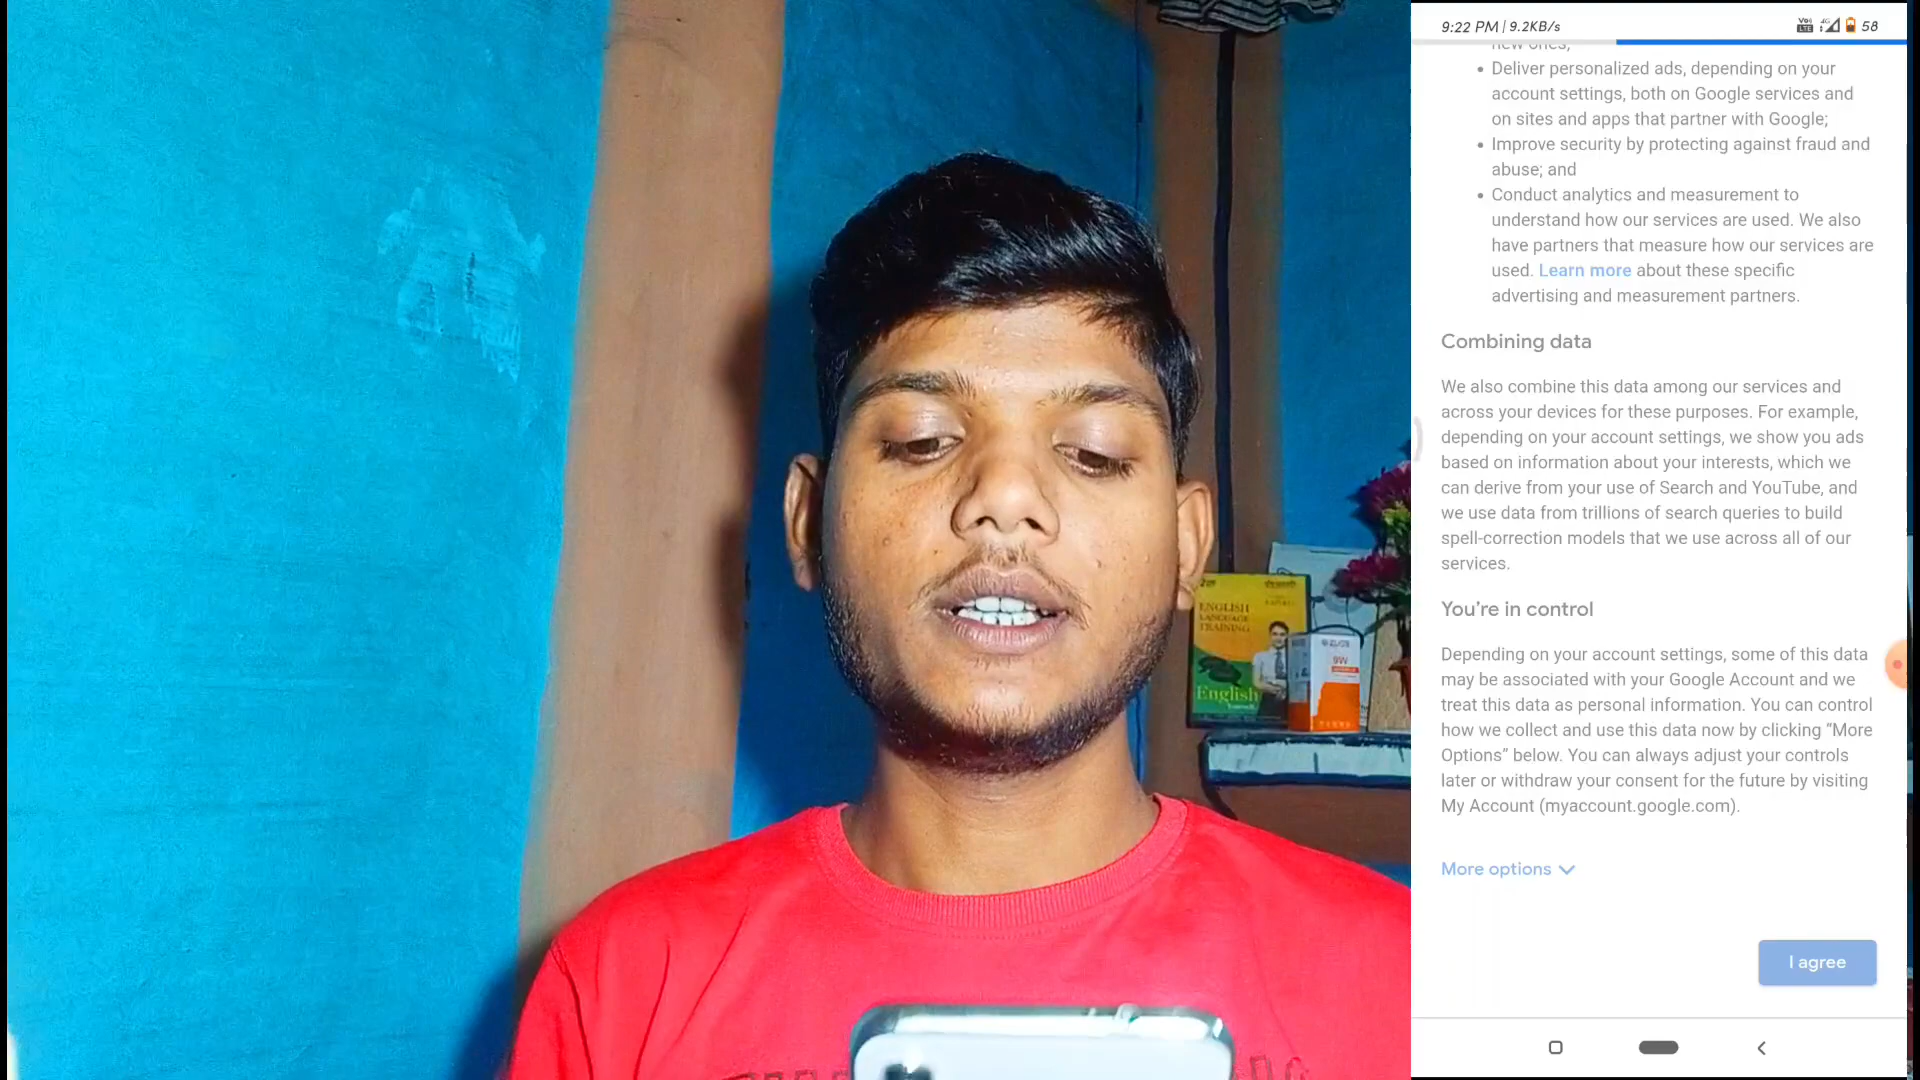 9:22 PM | 9.2KB/s
58
new ones;
• Deliver personalized ads, depending on your
account settings, both on Google services and
on sites and apps that partner with Google;
• Improve security by protecting against fraud and
abuse; and
• Conduct analytics and measurement to
understand how our services are used. We also
have partners that measure how our services are
used. Learn more about these specific
advertising and measurement partners.
Combining data
We also combine this data among our services and
across your devices for these purposes. For example,
depending on your account settings, we show you ads
based on information about your interests, which we
can derive from your use of Search and YouTube, and
we use data from trillions of search queries to build
spell-correction models that we use across all of our
services.
You’re in control
Depending on your account settings, some of this data
may be associated with your Google Account and we
treat this data as personal information. You can control
how we collect and use this data now by clicking “More
Options” below. You can always adjust your controls
later or withdraw your consent for the future by visiting
My Account (myaccount.google.com).
More options
I agree
ENGLISH
LANGUAGE
TRAINING
English
9W